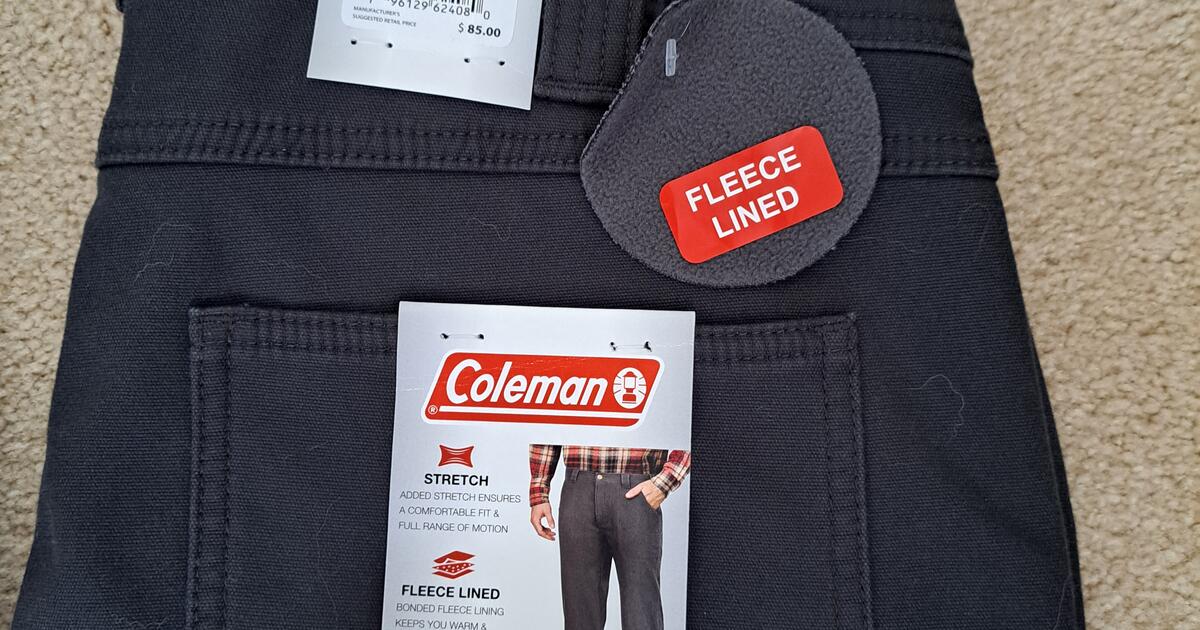 96129 62408 0
MANUFACTURER'S
SUGGESTED RETAIL PRICE
$85.00
FLEECE
LINED
Coleman
®
STRETCH
ADDED STRETCH ENSURES
A COMFORTABLE FIT &
FULL RANGE OF MOTION
FLEECE LINED
BONDED FLEECE LINING
KEEPS YOU WARM &